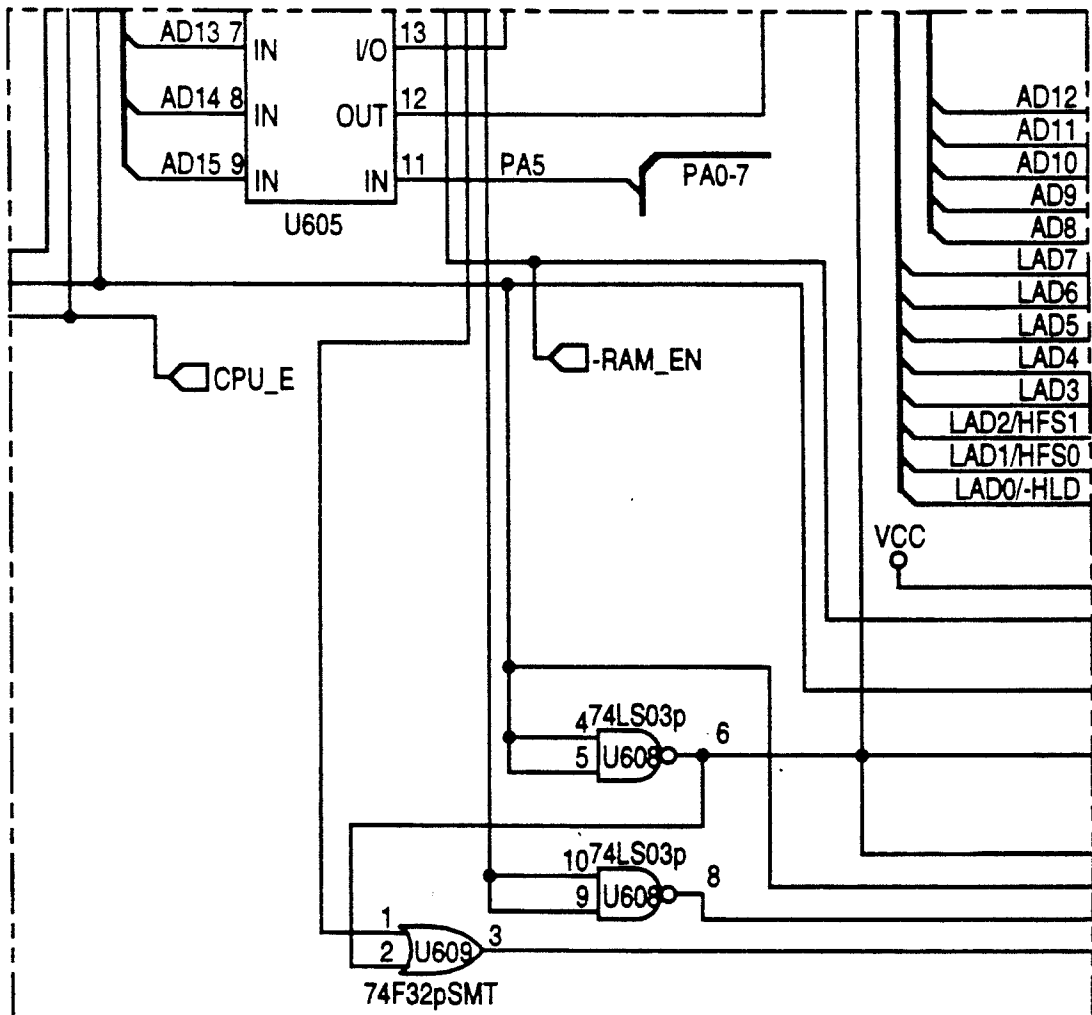 AD13 7 IN I/O 13
AD14 8 IN OUT 12
AD15 9 IN IN 11 PA5 PA0-7
U605
AD12
AD11
AD10
AD9
AD8
LAD7
LAD6
LAD5
LAD4
LAD3
LAD2/HFS1
LAD1/HFS0
LAD0/-HLD
CPU_E
-RAM_EN
VCC
74LS03p
4 5 U608 6
74LS03p
10 9 U608 8
1 2 U609 3
74F32pSMT